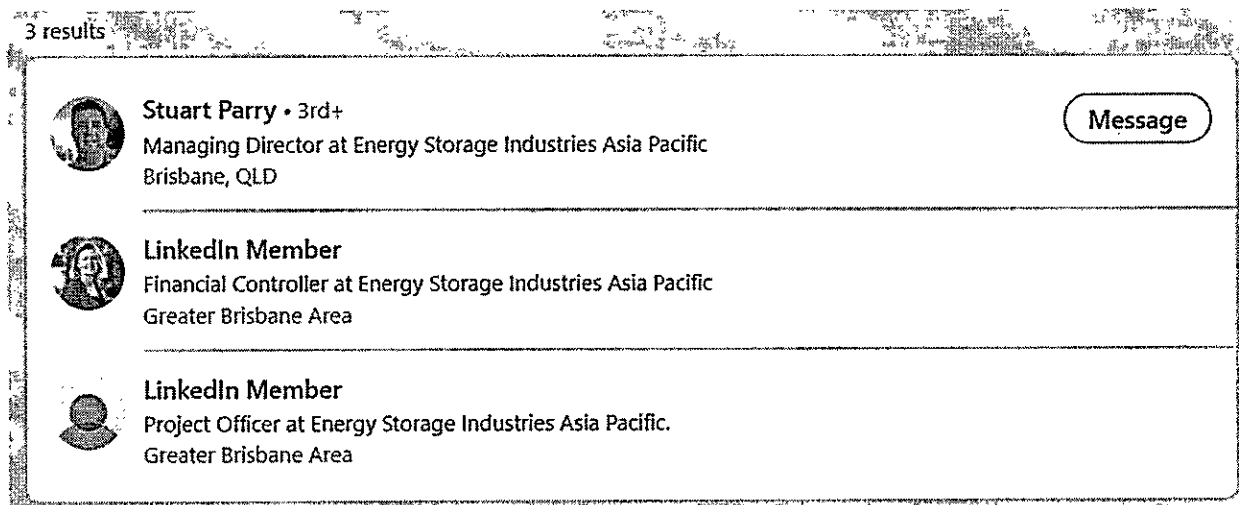 3 results
Stuart Parry • 3rd+
Message
Managing Director at Energy Storage Industries Asia Pacific
Brisbane, QLD
LinkedIn Member
Financial Controller at Energy Storage Industries Asia Pacific
Greater Brisbane Area
LinkedIn Member
Project Officer at Energy Storage Industries Asia Pacific.
Greater Brisbane Area